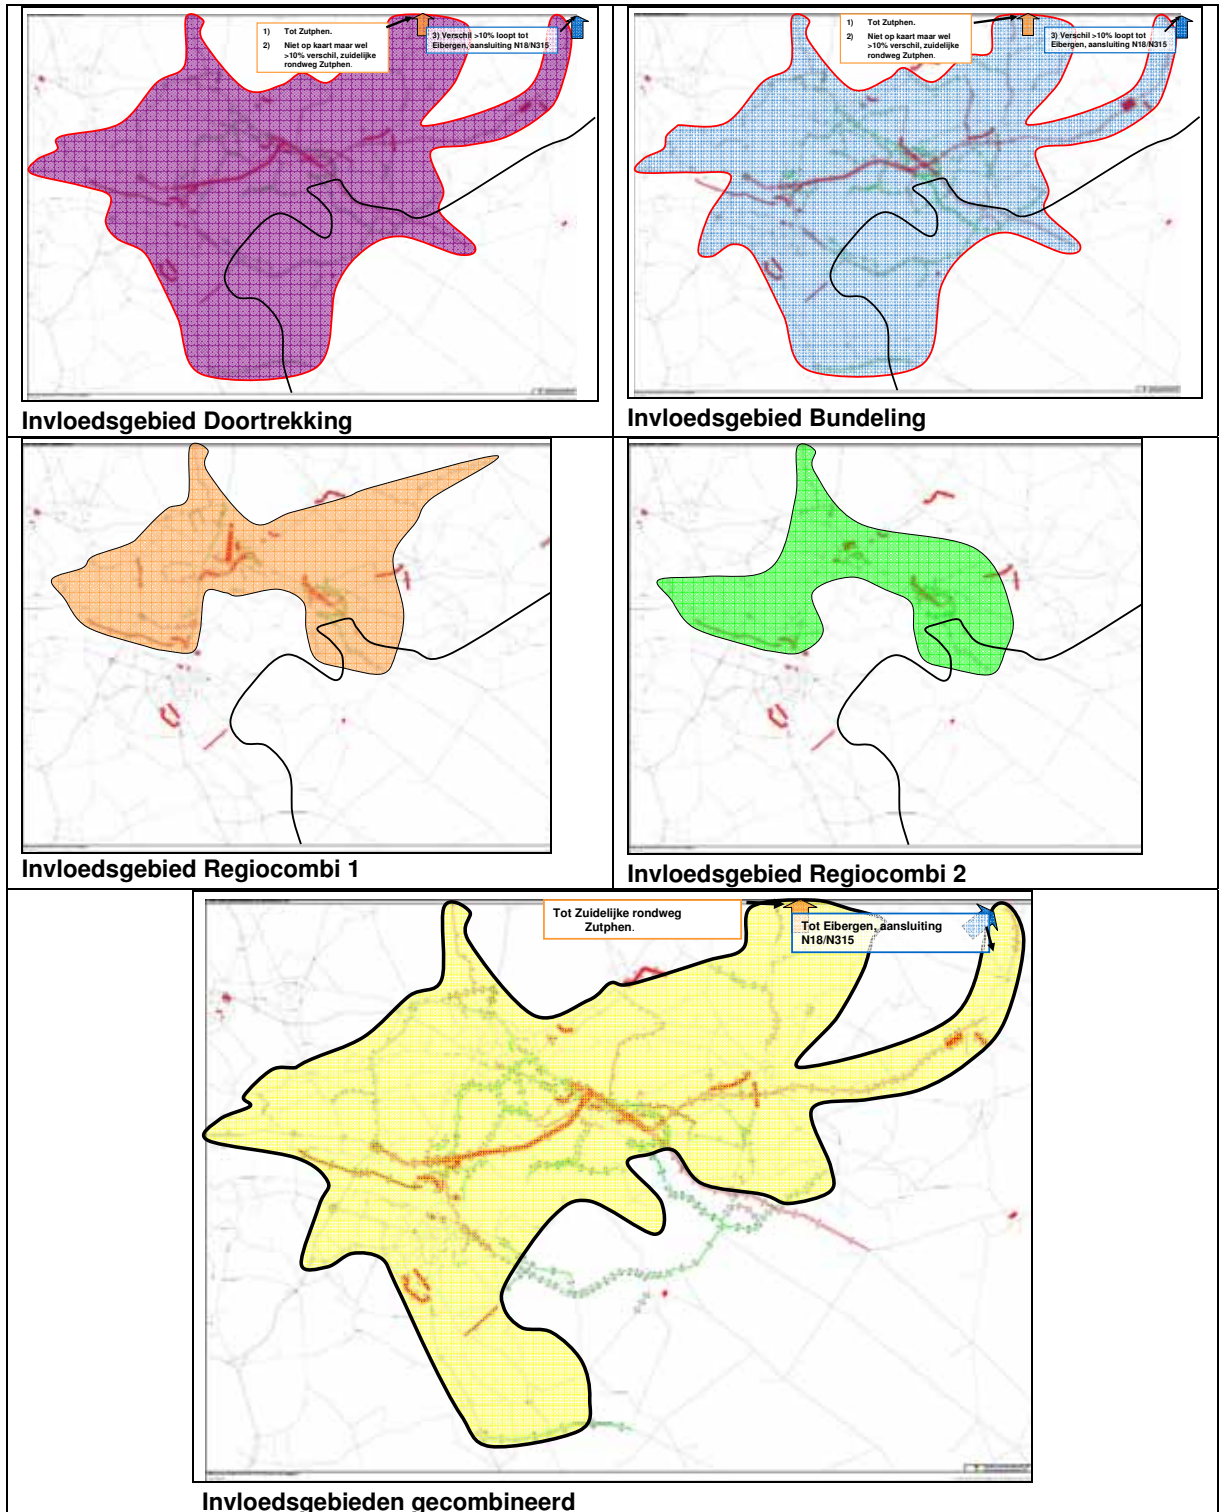 1) Tot Zutphen.
2) Niet op kaart maar wel
>10% verschil, zuidelijke
rondweg Zutphen.
3) Verschil >10% loopt tot
Eibergen, aansluiting N18/N315
Invloedsgebied Doortrekking
1) Tot Zutphen.
2) Niet op kaart maar wel
>10% verschil, zuidelijke
rondweg Zutphen.
3) Verschil >10% loopt tot
Eibergen, aansluiting N18/N315
Invloedsgebied Bundeling
Invloedsgebied Regiocombi 1
Invloedsgebied Regiocombi 2
Tot Zuidelijke rondweg
Zutphen.
Tot Eibergen, aansluiting
N18/N315
Invloedsgebieden gecombineerd